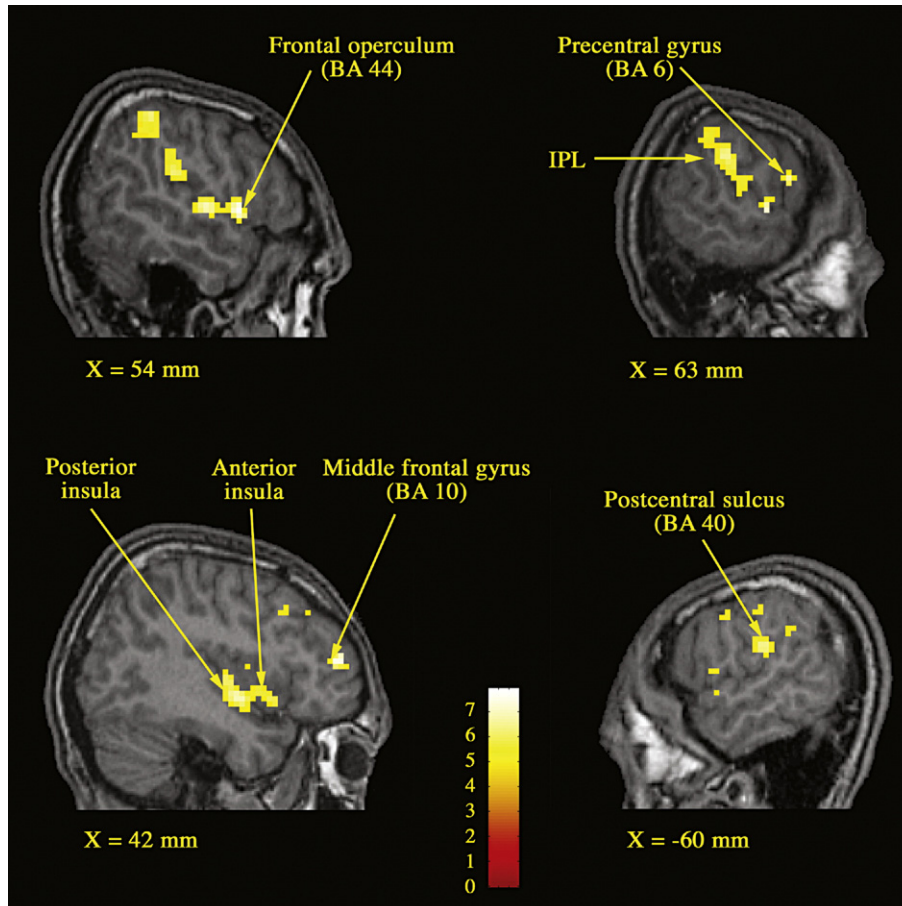 Frontal operculum
(BA 44)
Precentral gyrus
(BA 6)
IPL
X = 54 mm
X = 63 mm
Posterior
insula
Anterior
insula
Middle frontal gyrus
(BA 10)
Postcentral sulcus
(BA 40)
7
6
5
4
3
2
1
0
X = 42 mm
X = -60 mm